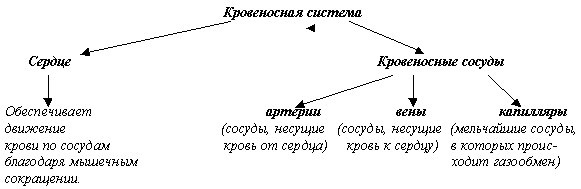 Кровеносная система
Сердце
Кровеносные сосуды
Обеспечивает
движение
крови по сосудам
благодаря мышечным
сокращении.
артерии
(сосуды, несущие
кровь от сердца)
вены
(сосуды, несущие
кровь к сердцу)
капилляры
(мельчайшие сосуды,
в которых проис-
ходит газообмен)